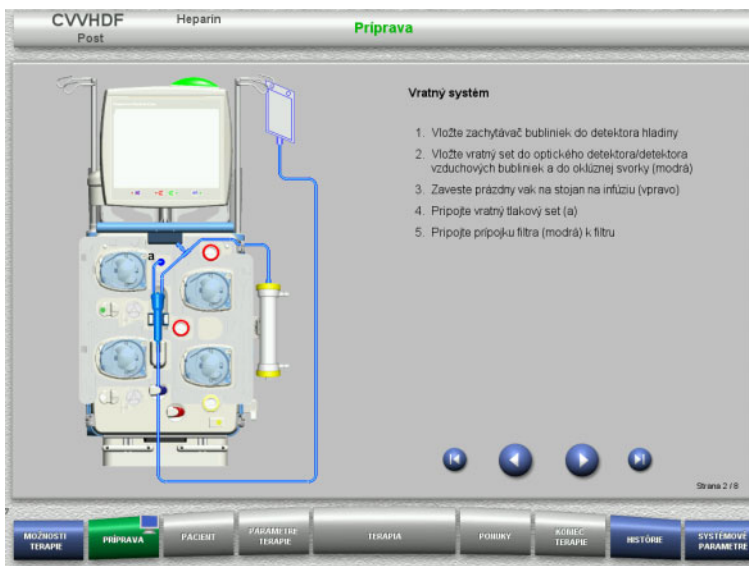 CVVHDF
Heparin
Post
Príprava
Vratný systém
1. Vložte zachytávač bubliniek do detektora hladiny
2. Vložte vratný set do optického detektora/detektora
vzduchových bubliniek a do oklúznej svorky (modrá)
3. Zaveste prázdny vak na stojan na infúziu (vpravo)
4. Pripojte vratný tlakový set (a)
5. Pripojte prípojku filtra (modrá) k filtru
a
Strana 2 / 8
MOŽNOSTI
TERAPIE
PRÍPRAVA
PACIENT
PARAMETRE
TERAPIE
TERAPIA
PONUKY
KONIEC
TERAPIE
HISTÓRIE
SYSTÉMOVÉ
PARAMETRE